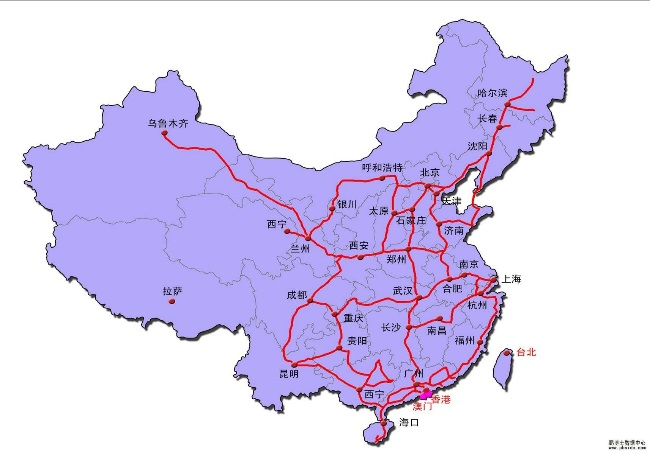 哈尔滨
长春
乌鲁木齐
沈阳
呼和浩特
北京
天津
银川
太原
石家庄
西宁
济南
兰州
西安
郑州
南京
上海
拉萨
成都
武汉
合肥
杭州
重庆
长沙
南昌
贵阳
福州
台北
昆明
广州
西宁
香港
澳门
海口